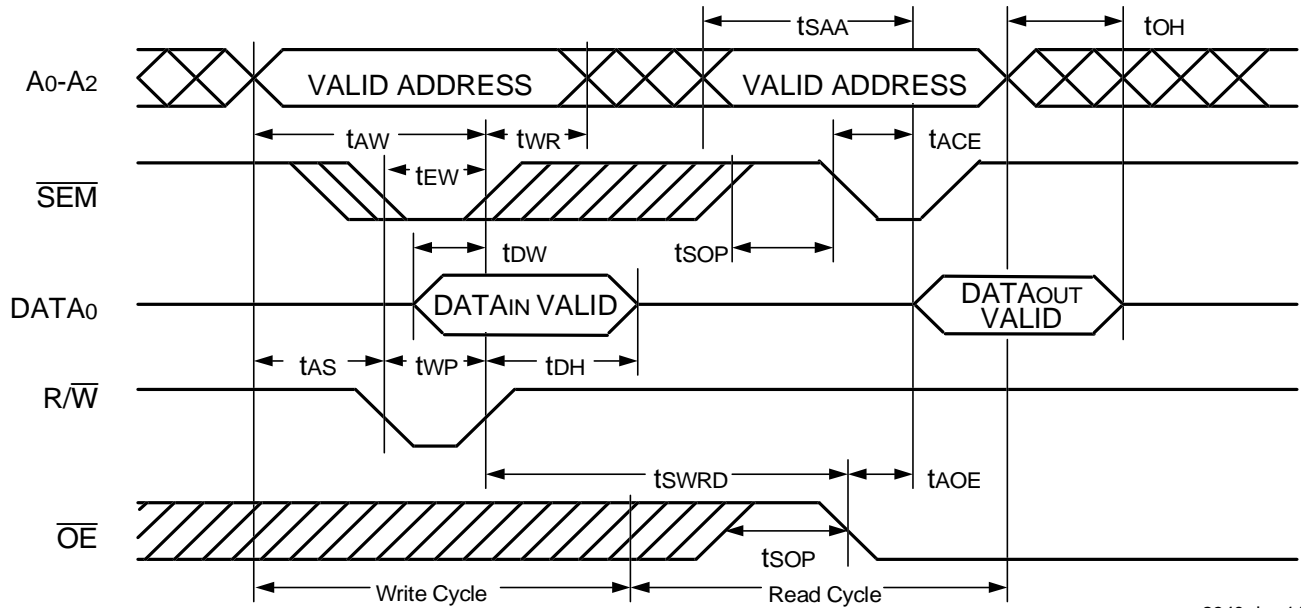 tSAA
tOH
A0-A2
VALID ADDRESS
VALID ADDRESS
tAW
tWR
tACE
tEW
SEM
tDW
tSOP
DATA0
DATAIN VALID
DATAOUT
VALID
tAS
tWP
tDH
R/W
tSWRD
tAOE
OE
tSOP
Write Cycle
Read Cycle